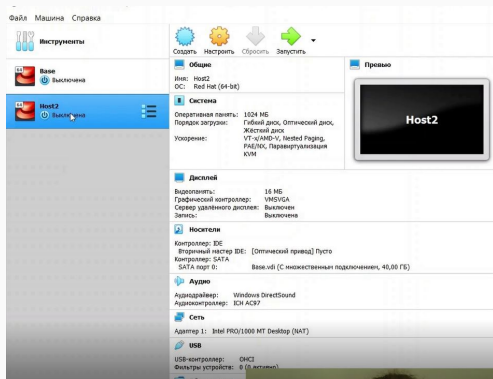 Файл Машина Справка
Инструменты
Base
Выключена
Host2
Выключена
Создать Настроить Сбросить Запустить
Общие
Имя: Host2
ОС: Red Hat (64-bit)
Превью
Host2
Система
Оперативная память: 1024 МБ
Порядок загрузки: Гибкий диск, Оптический диск,
Жёсткий диск
Ускорение: VT-x/AMD-V, Nested Paging,
PAE/NX, Паравиртуализация
KVM
Дисплей
Видеопамять: 16 МБ
Графический контроллер: VMSVGA
Сервер удалённого дисплея: Выключен
Запись: Выключена
Носители
Контроллер: IDE
Вторичный мастер IDE: [Оптический привод] Пусто
Контроллер: SATA
SATA порт 0: Base.vdi (С множественным подключением, 40,00 ГБ)
Аудио
Аудиодрайвер: Windows DirectSound
Аудиоконтроллер: ICH AC97
Сеть
Адаптер 1: Intel PRO/1000 MT Desktop (NAT)
USB
USB-контроллер: OHCI
Фильтры устройств: 0 (0 активно)